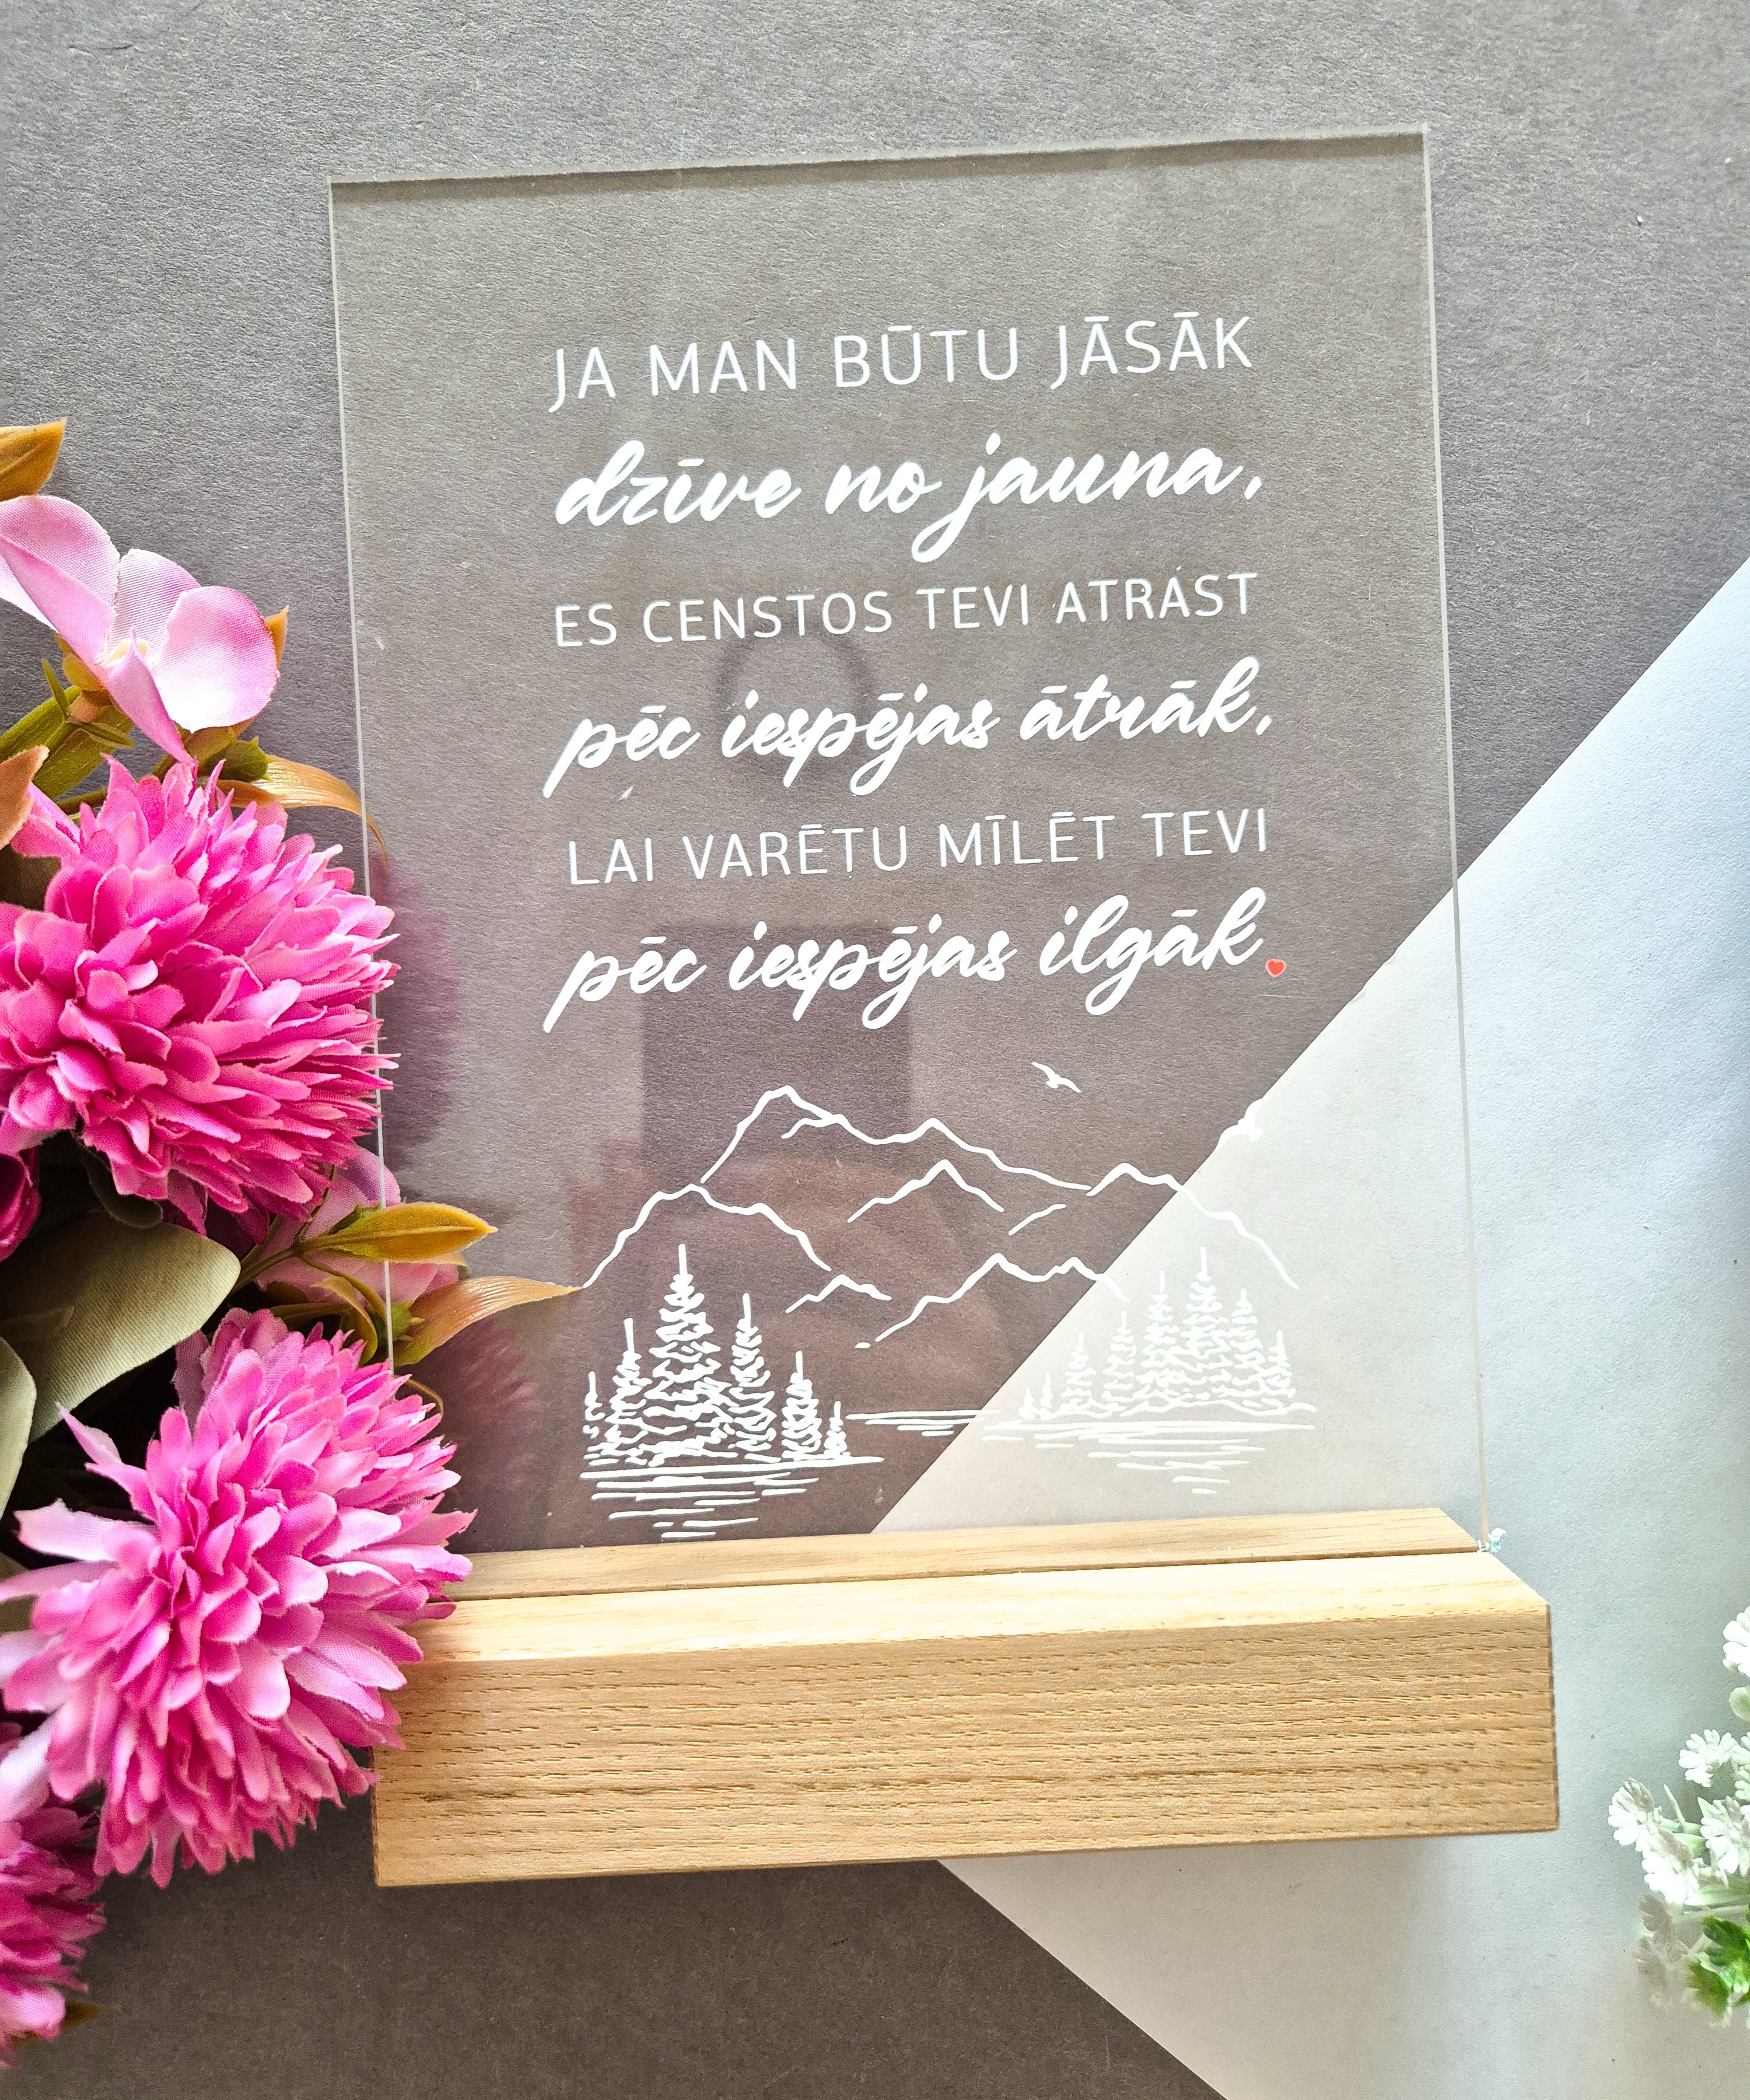 JA MAN BŪTU JĀSĀK
dzīve no jauna,
ES CENSTOS TEVI ATRAST
pēc iespējas ātrāk,
LAI VARĒTU MĪLĒT TEVI
pēc iespējas ilgāk.